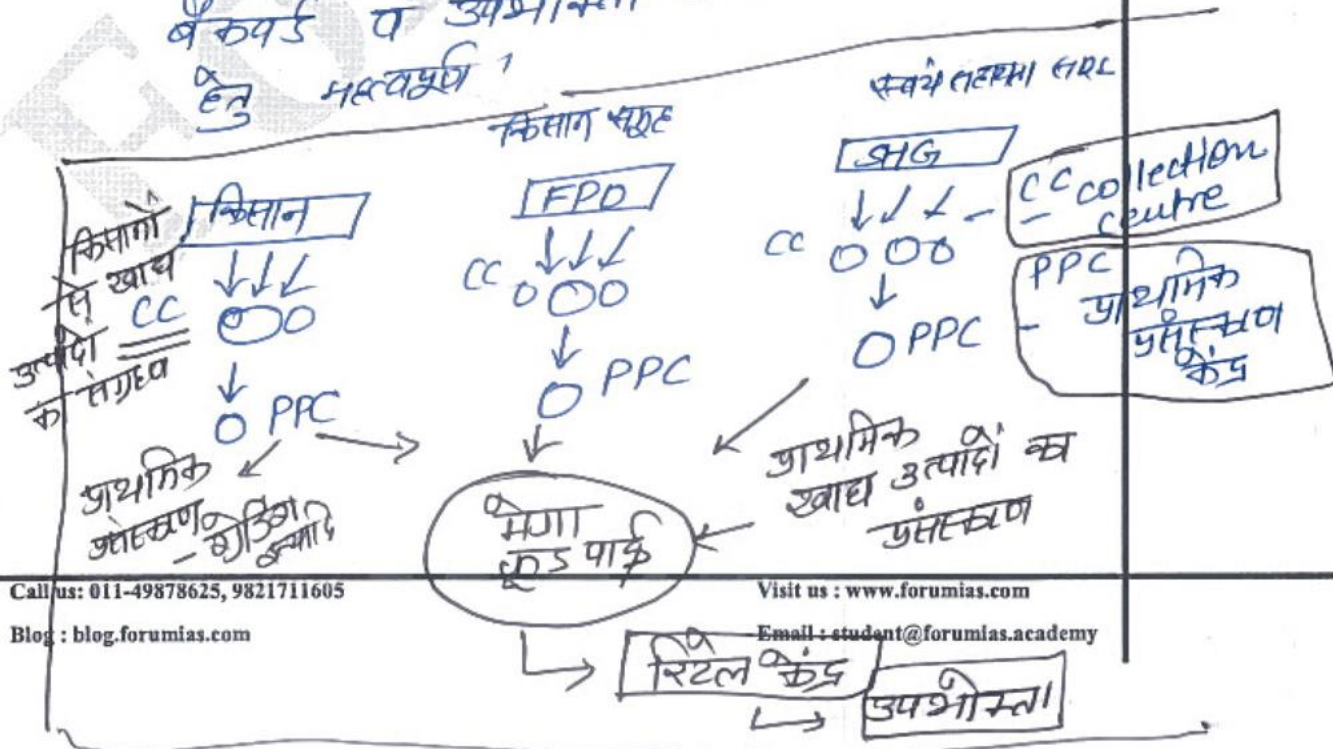 बैकवर्ड व उपभोक्ता
हेतु महत्वपूर्ण
किसान समूह
स्वयं सहायता समूह
किसान
FPO
SHG
CC collection
centre
किसानों
से खाद्य
उत्पादों
का संग्रहण
CC
CC
CC
PPC
प्राथमिक
प्रसंस्करण
केंद्र
PPC
PPC
PPC
प्राथमिक
प्रसंस्करण
- ग्रेडिंग
इत्यादि
मेगा
फूड पार्क
प्राथमिक
खाद्य उत्पादों का
प्रसंस्करण
Call us: 011-49878625, 9821711605
Visit us : www.forumias.com
Blog : blog.forumias.com
Email : student@forumias.academy
रिटेल केंद्र
उपभोक्ता